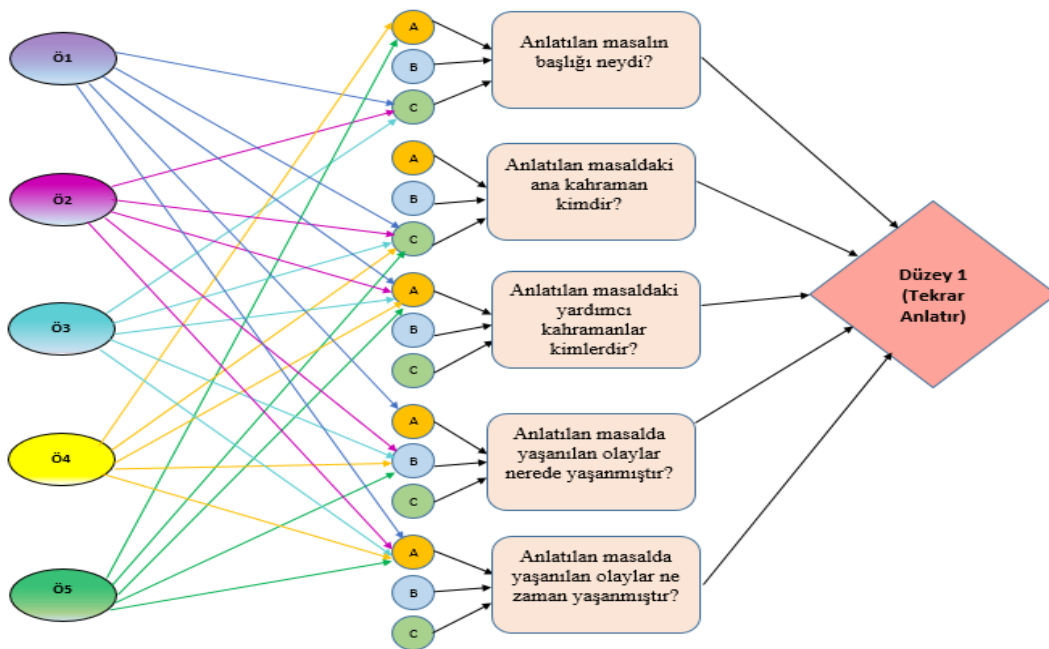 Ö1
Ö2
Ö3
Ö4
Ö5
A
B
C
A
B
C
A
B
C
A
B
C
A
B
C
Anlatılan masalın
başlığı neydi?
Anlatılan masaldaki
ana kahraman
kimdir?
Anlatılan masaldaki
yardımcı
kahramanlar
kimlerdir?
Anlatılan masalda
yaşanılan olaylar
nerede yaşanmıştır?
Anlatılan masalda
yaşanılan olaylar ne
zaman yaşanmıştır?
Düzey 1
(Tekrar
Anlatır)